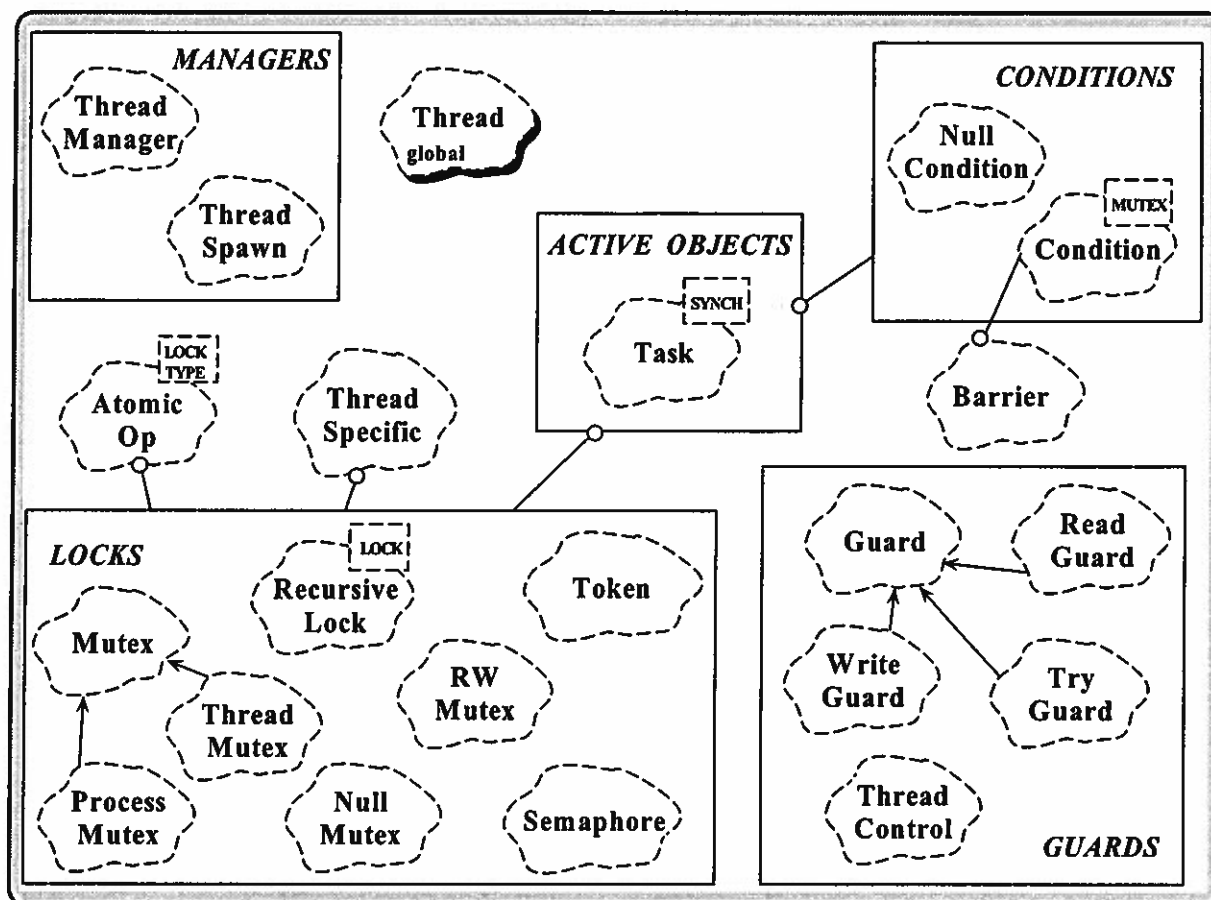 MANAGERS
Thread
Manager
Thread
Spawn
Thread
global
CONDITIONS
Null
Condition
MUTEX
Condition
Barrier
ACTIVE OBJECTS
SYNCH
Task
LOCK
TYPE
Atomic
Op
Thread
Specific
LOCKS
LOCK
Recursive
Lock
Token
Mutex
RW
Mutex
Thread
Mutex
Process
Mutex
Null
Mutex
Semaphore
Guard
Read
Guard
Write
Guard
Try
Guard
Thread
Control
GUARDS